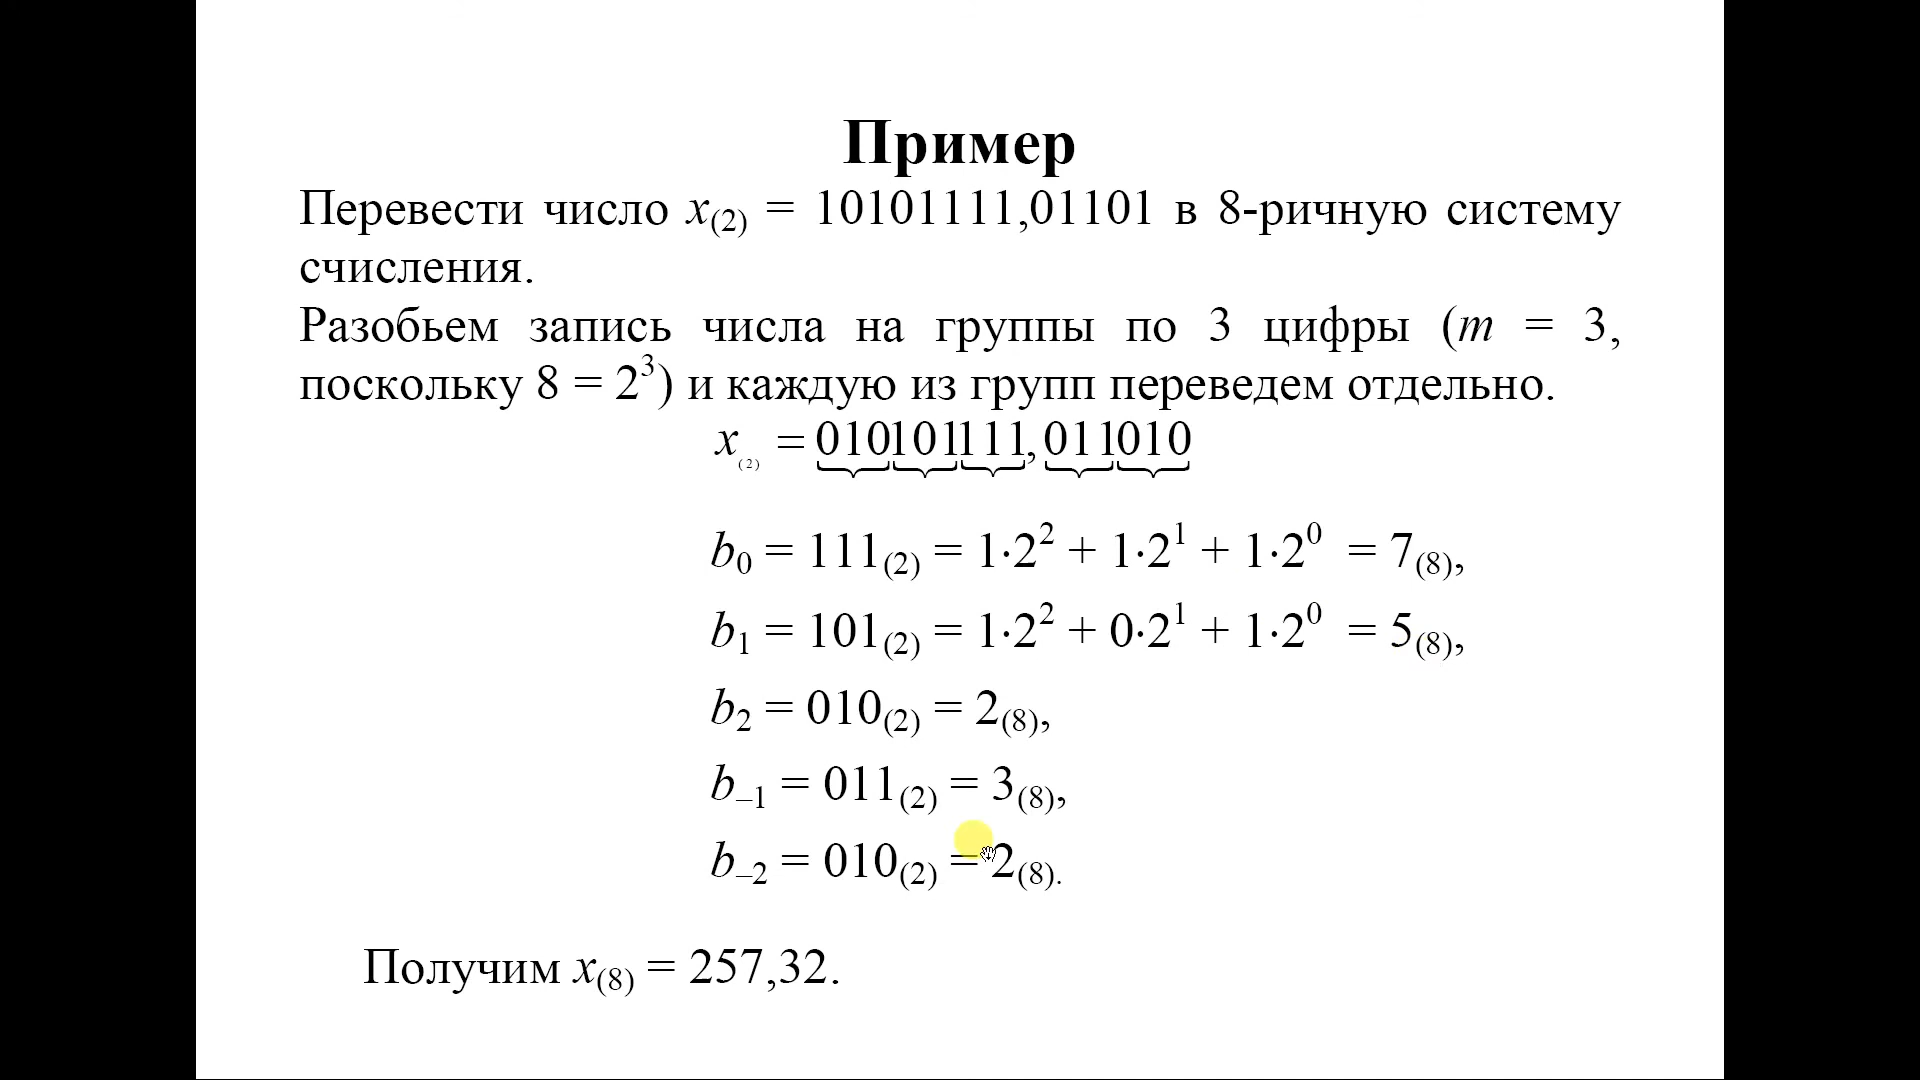 Пример
Перевести число x₍₂₎ = 10101111,01101 в 8-ричную систему
счисления.
Разобьем запись числа на группы по 3 цифры (m = 3,
поскольку 8 = 2³) и каждую из групп переведем отдельно.
x₍₂₎ = 010101111,011010
b₀ = 111₍₂₎ = 1·2² + 1·2¹ + 1·2⁰ = 7₍₈₎,
b₁ = 101₍₂₎ = 1·2² + 0·2¹ + 1·2⁰ = 5₍₈₎,
b₂ = 010₍₂₎ = 2₍₈₎,
b₋₁ = 011₍₂₎ = 3₍₈₎,
b₋₂ = 010₍₂₎ = 2₍₈₎.
Получим x₍₈₎ = 257,32.